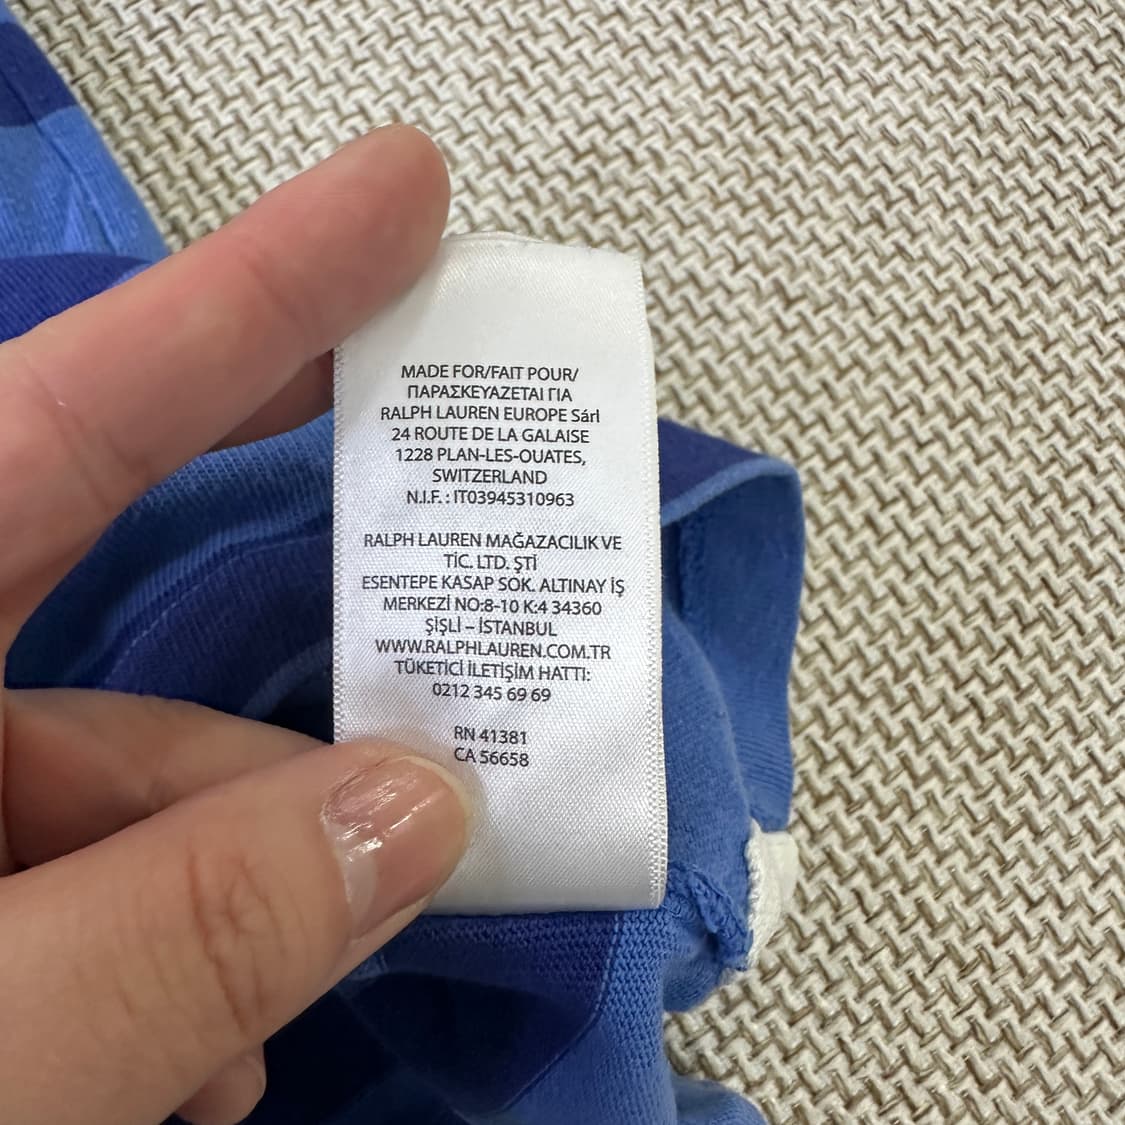 MADE FOR/FAIT POUR/
ΠΑΡΑΣΚΕΥΑΖΕΤΑΙ ΓΙΑ
RALPH LAUREN EUROPE Sárl
24 ROUTE DE LA GALAISE
1228 PLAN-LES-OUATES,
SWITZERLAND
N.I.F. : IT03945310963
RALPH LAUREN MAĞAZACILIK VE
TİC. LTD. ŞTİ
ESENTEPE KASAP SOK. ALTINAY İŞ
MERKEZİ NO:8-10 K:4 34360
ŞİŞLİ – İSTANBUL
WWW.RALPHLAUREN.COM.TR
TÜKETİCİ İLETİŞİM HATTI:
0212 345 69 69
RN 41381
CA 56658